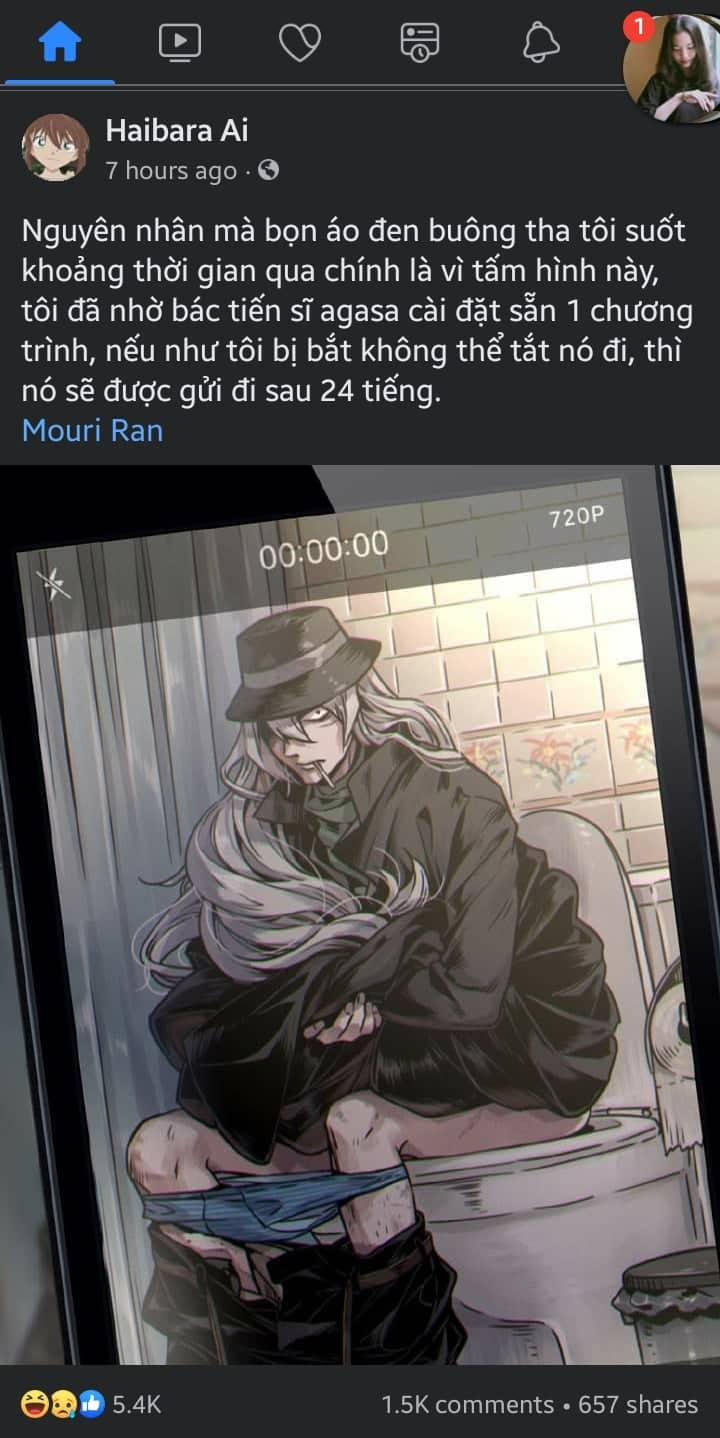 1
Haibara Ai
7 hours ago ·
Nguyên nhân mà bọn áo đen buông tha tôi suốt
khoảng thời gian qua chính là vì tấm hình này,
tôi đã nhờ bác tiến sĩ agasa cài đặt sẵn 1 chương
trình, nếu như tôi bị bắt không thể tắt nó đi, thì
nó sẽ được gửi đi sau 24 tiếng.
Mouri Ran
00:00:00
720P
5.4K
1.5K comments • 657 shares